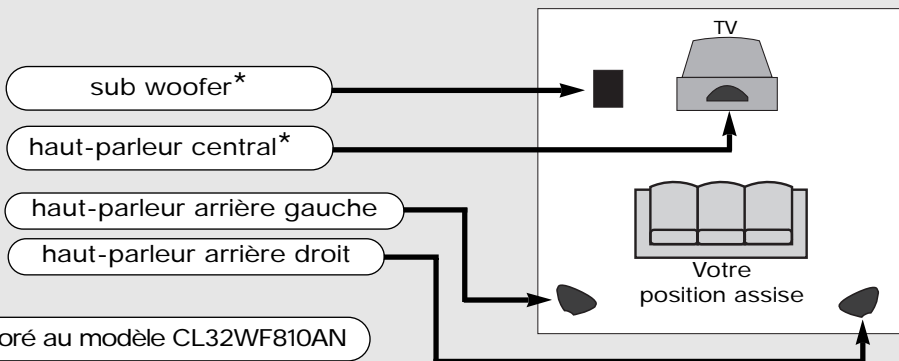 TV
sub woofer*
haut-parleur central*
haut-parleur arrière gauche
haut-parleur arrière droit
Votre
position assise
au modèle CL32WF810AN